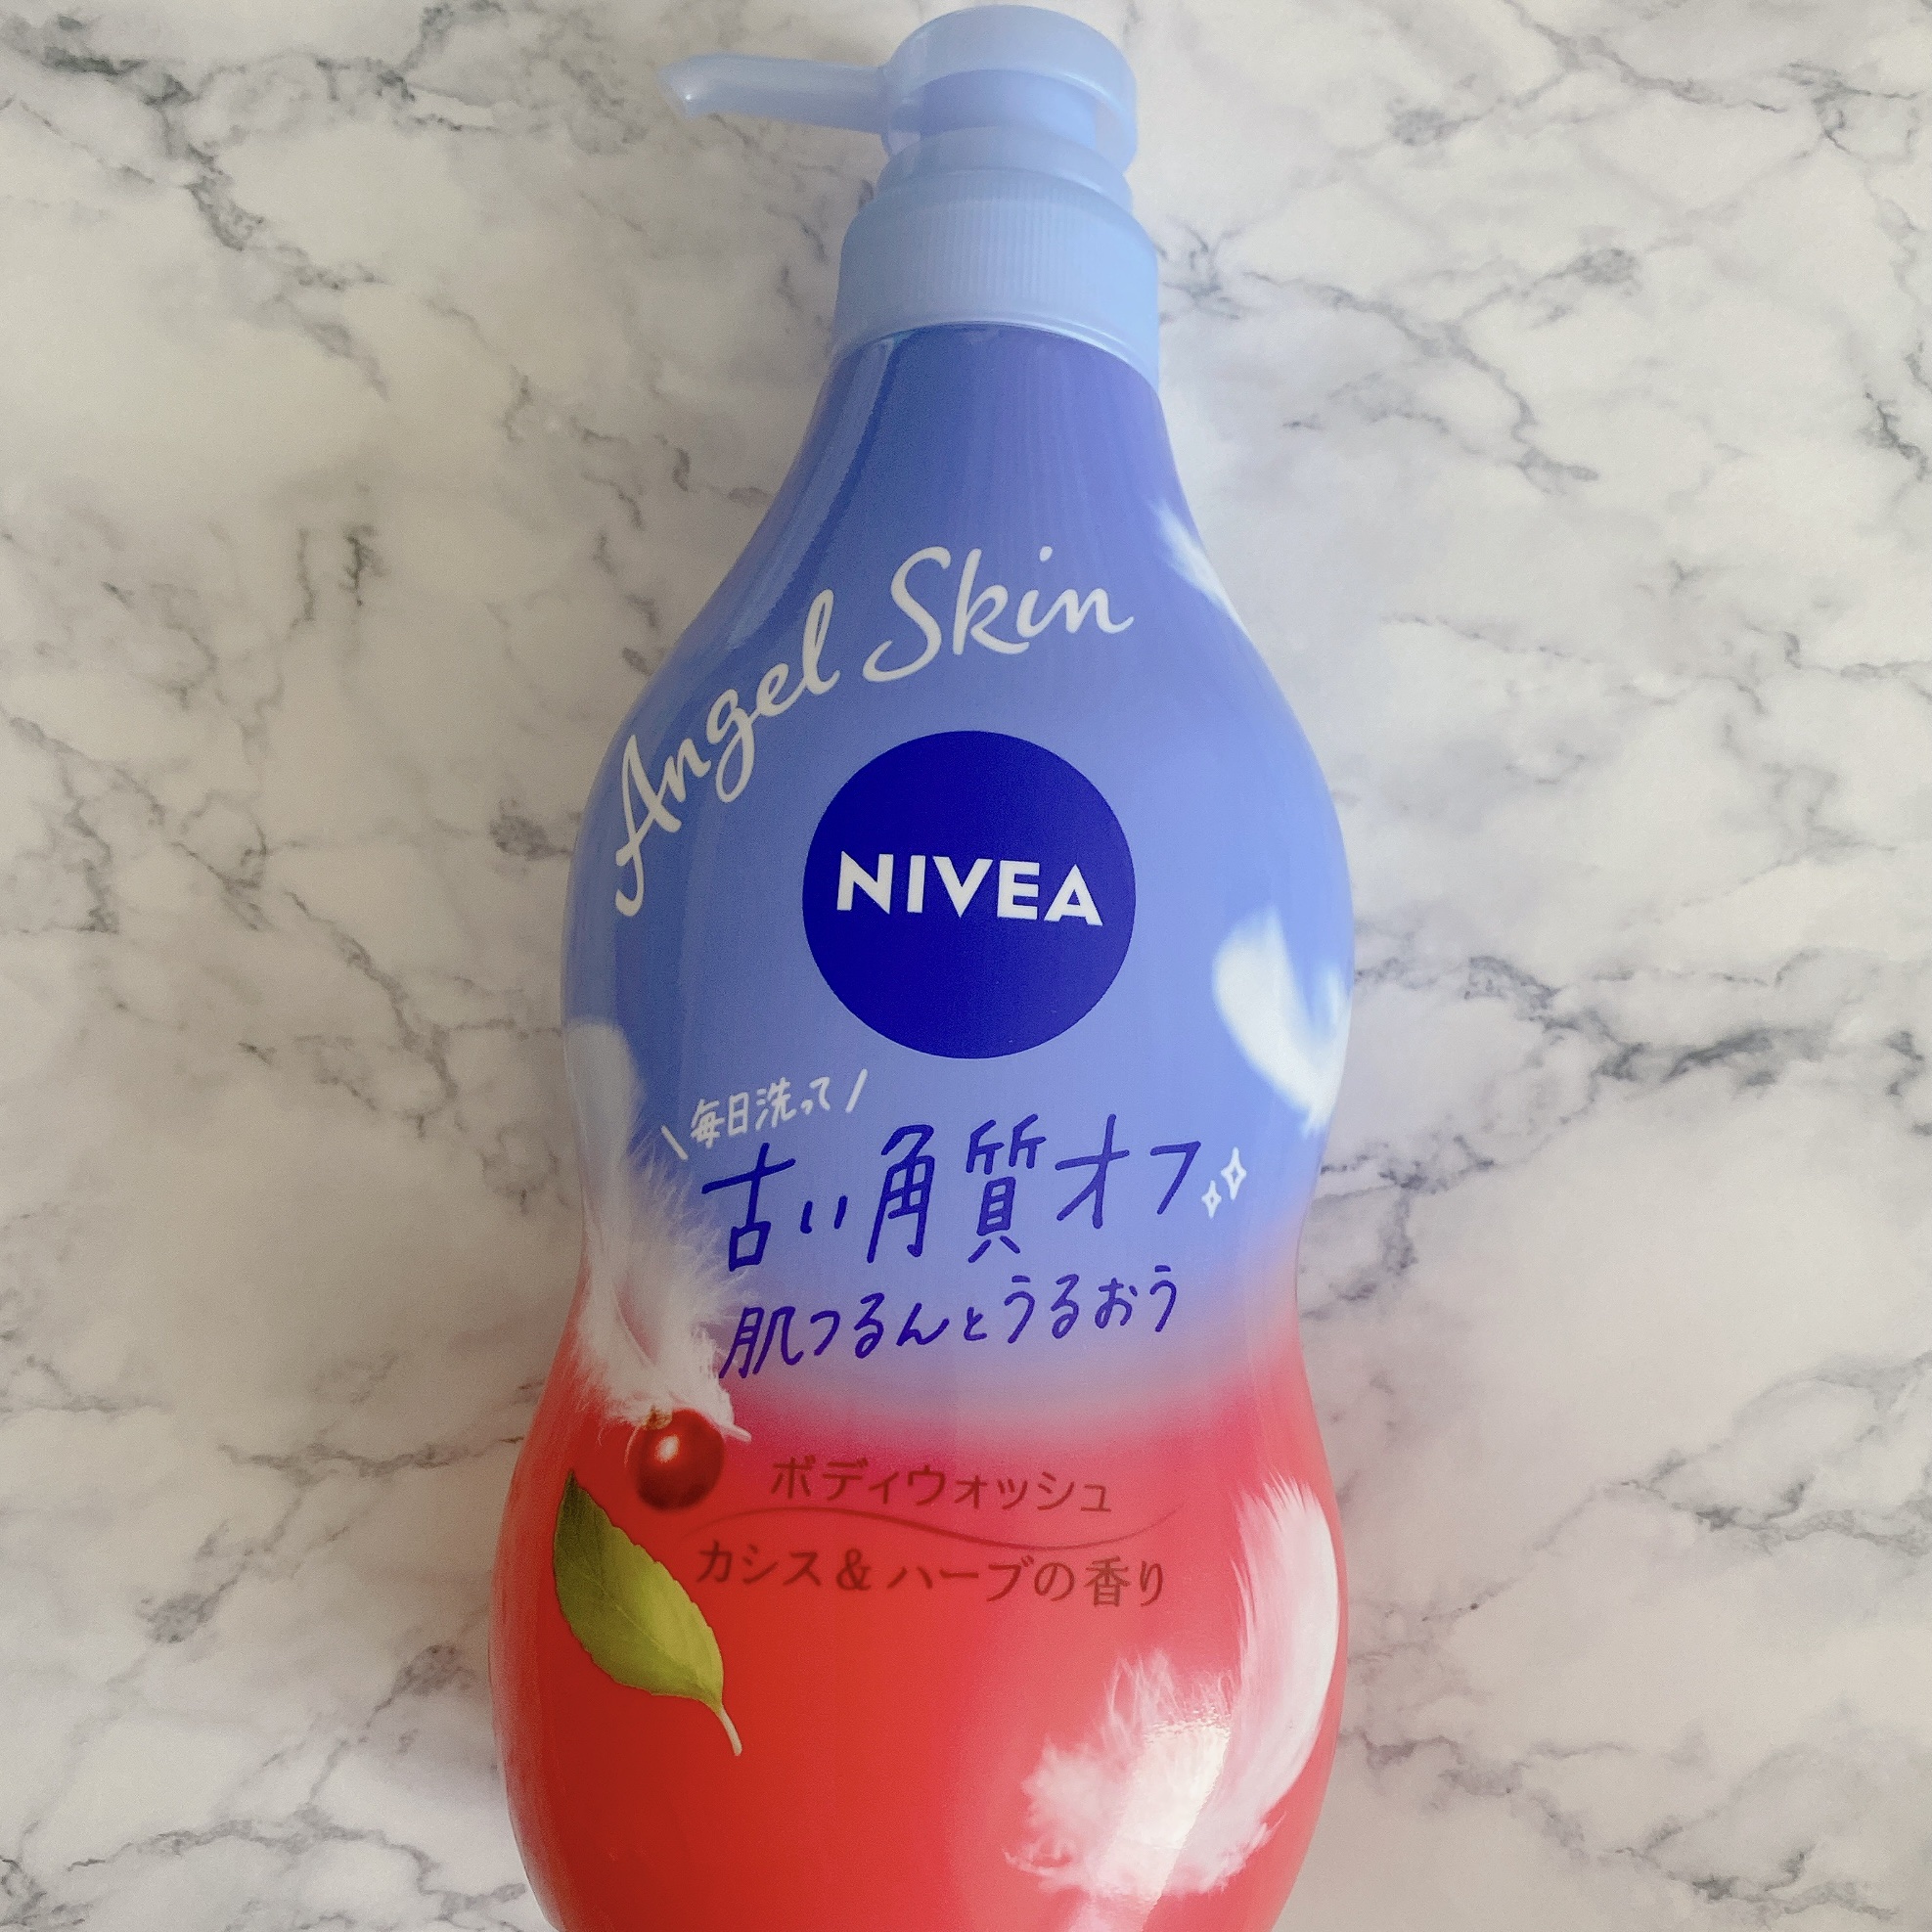 Angel Skin
NIVEA
\ 毎日洗って /
古い角質オフ
肌つるんとうるおう
ボディウォッシュ
カシス & ハーブの香り